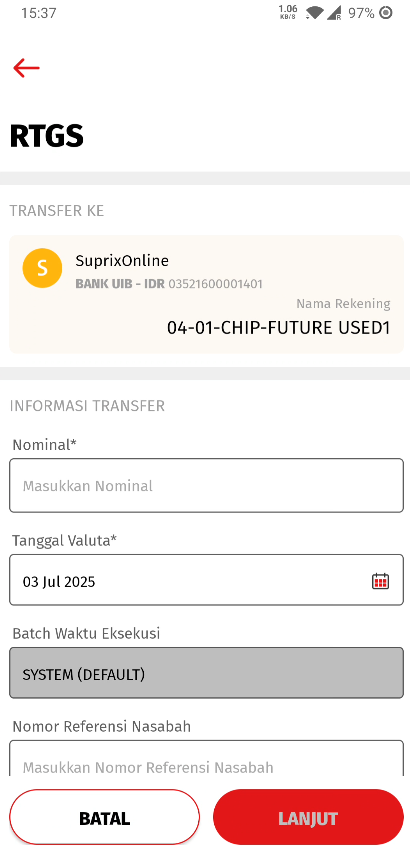 15:37
1.06
KB/S
R
97%
RTGS
TRANSFER KE
S
SuprixOnline
BANK UIB - IDR 03521600001401
Nama Rekening
04-01-CHIP-FUTURE USED1
INFORMASI TRANSFER
Nominal*
Masukkan Nominal
Tanggal Valuta*
03 Jul 2025
Batch Waktu Eksekusi
SYSTEM (DEFAULT)
Nomor Referensi Nasabah
Masukkan Nomor Referensi Nasabah
BATAL
LANJUT